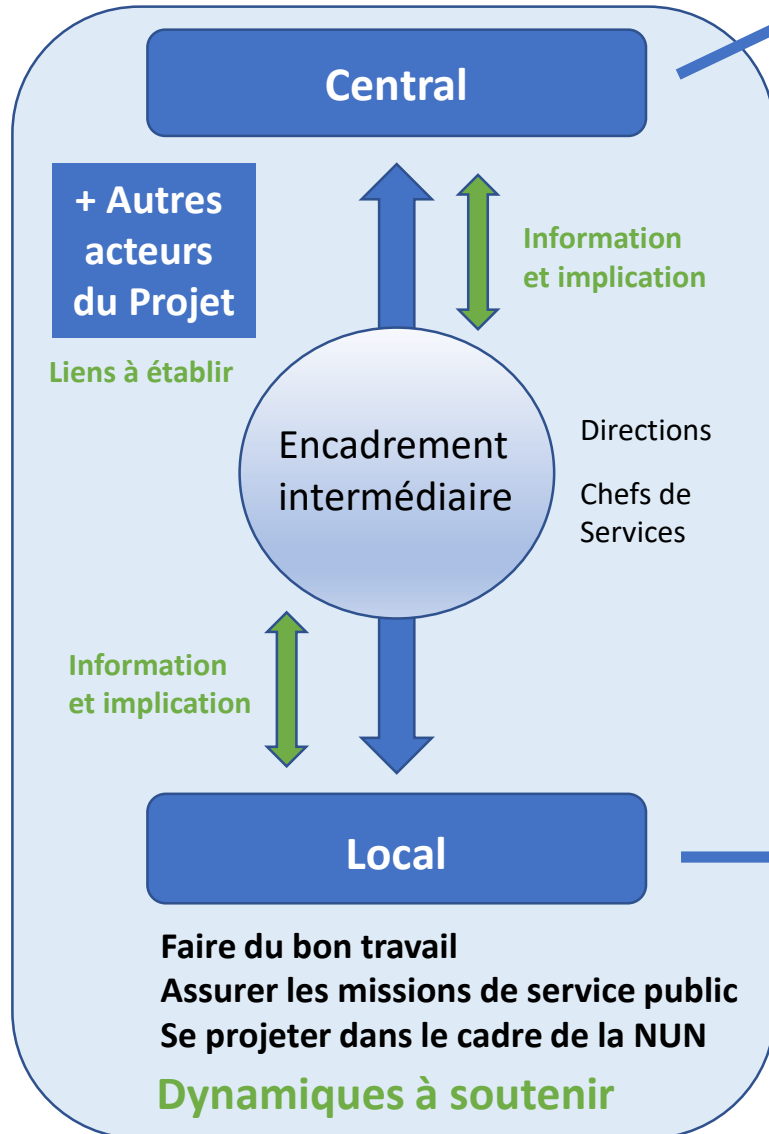 Central
+ Autres
acteurs
du Projet
Information
et implication
Liens à établir
Encadrement
intermédiaire
Directions
Chefs de
Services
Information
et implication
Local
Faire du bon travail
Assurer les missions de service public
Se projeter dans le cadre de la NUN
Dynamiques à soutenir